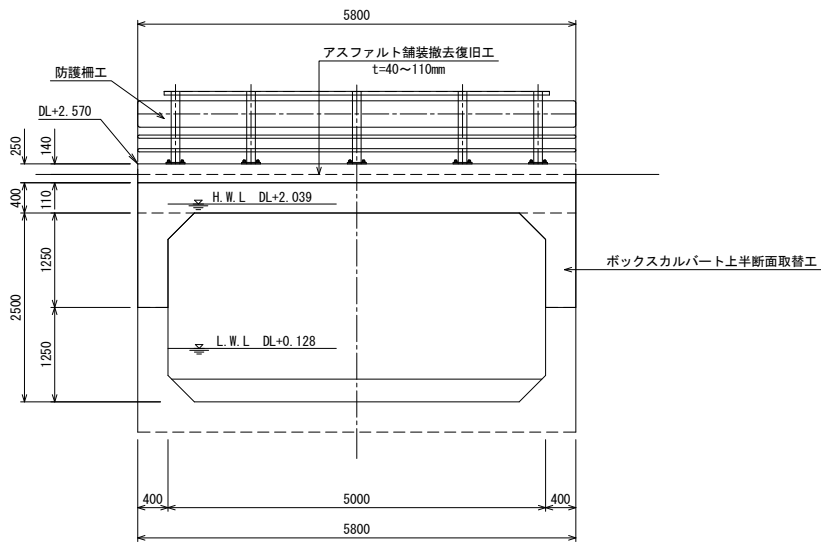 5800
アスファルト舗装撤去復旧工
t=40～110mm
防護柵工
DL+2.570
250
140
400
110
H.W.L DL+2.039
1250
2500
ボックスカルバート上半断面取替工
L.W.L DL+0.128
1250
400
5000
400
5800